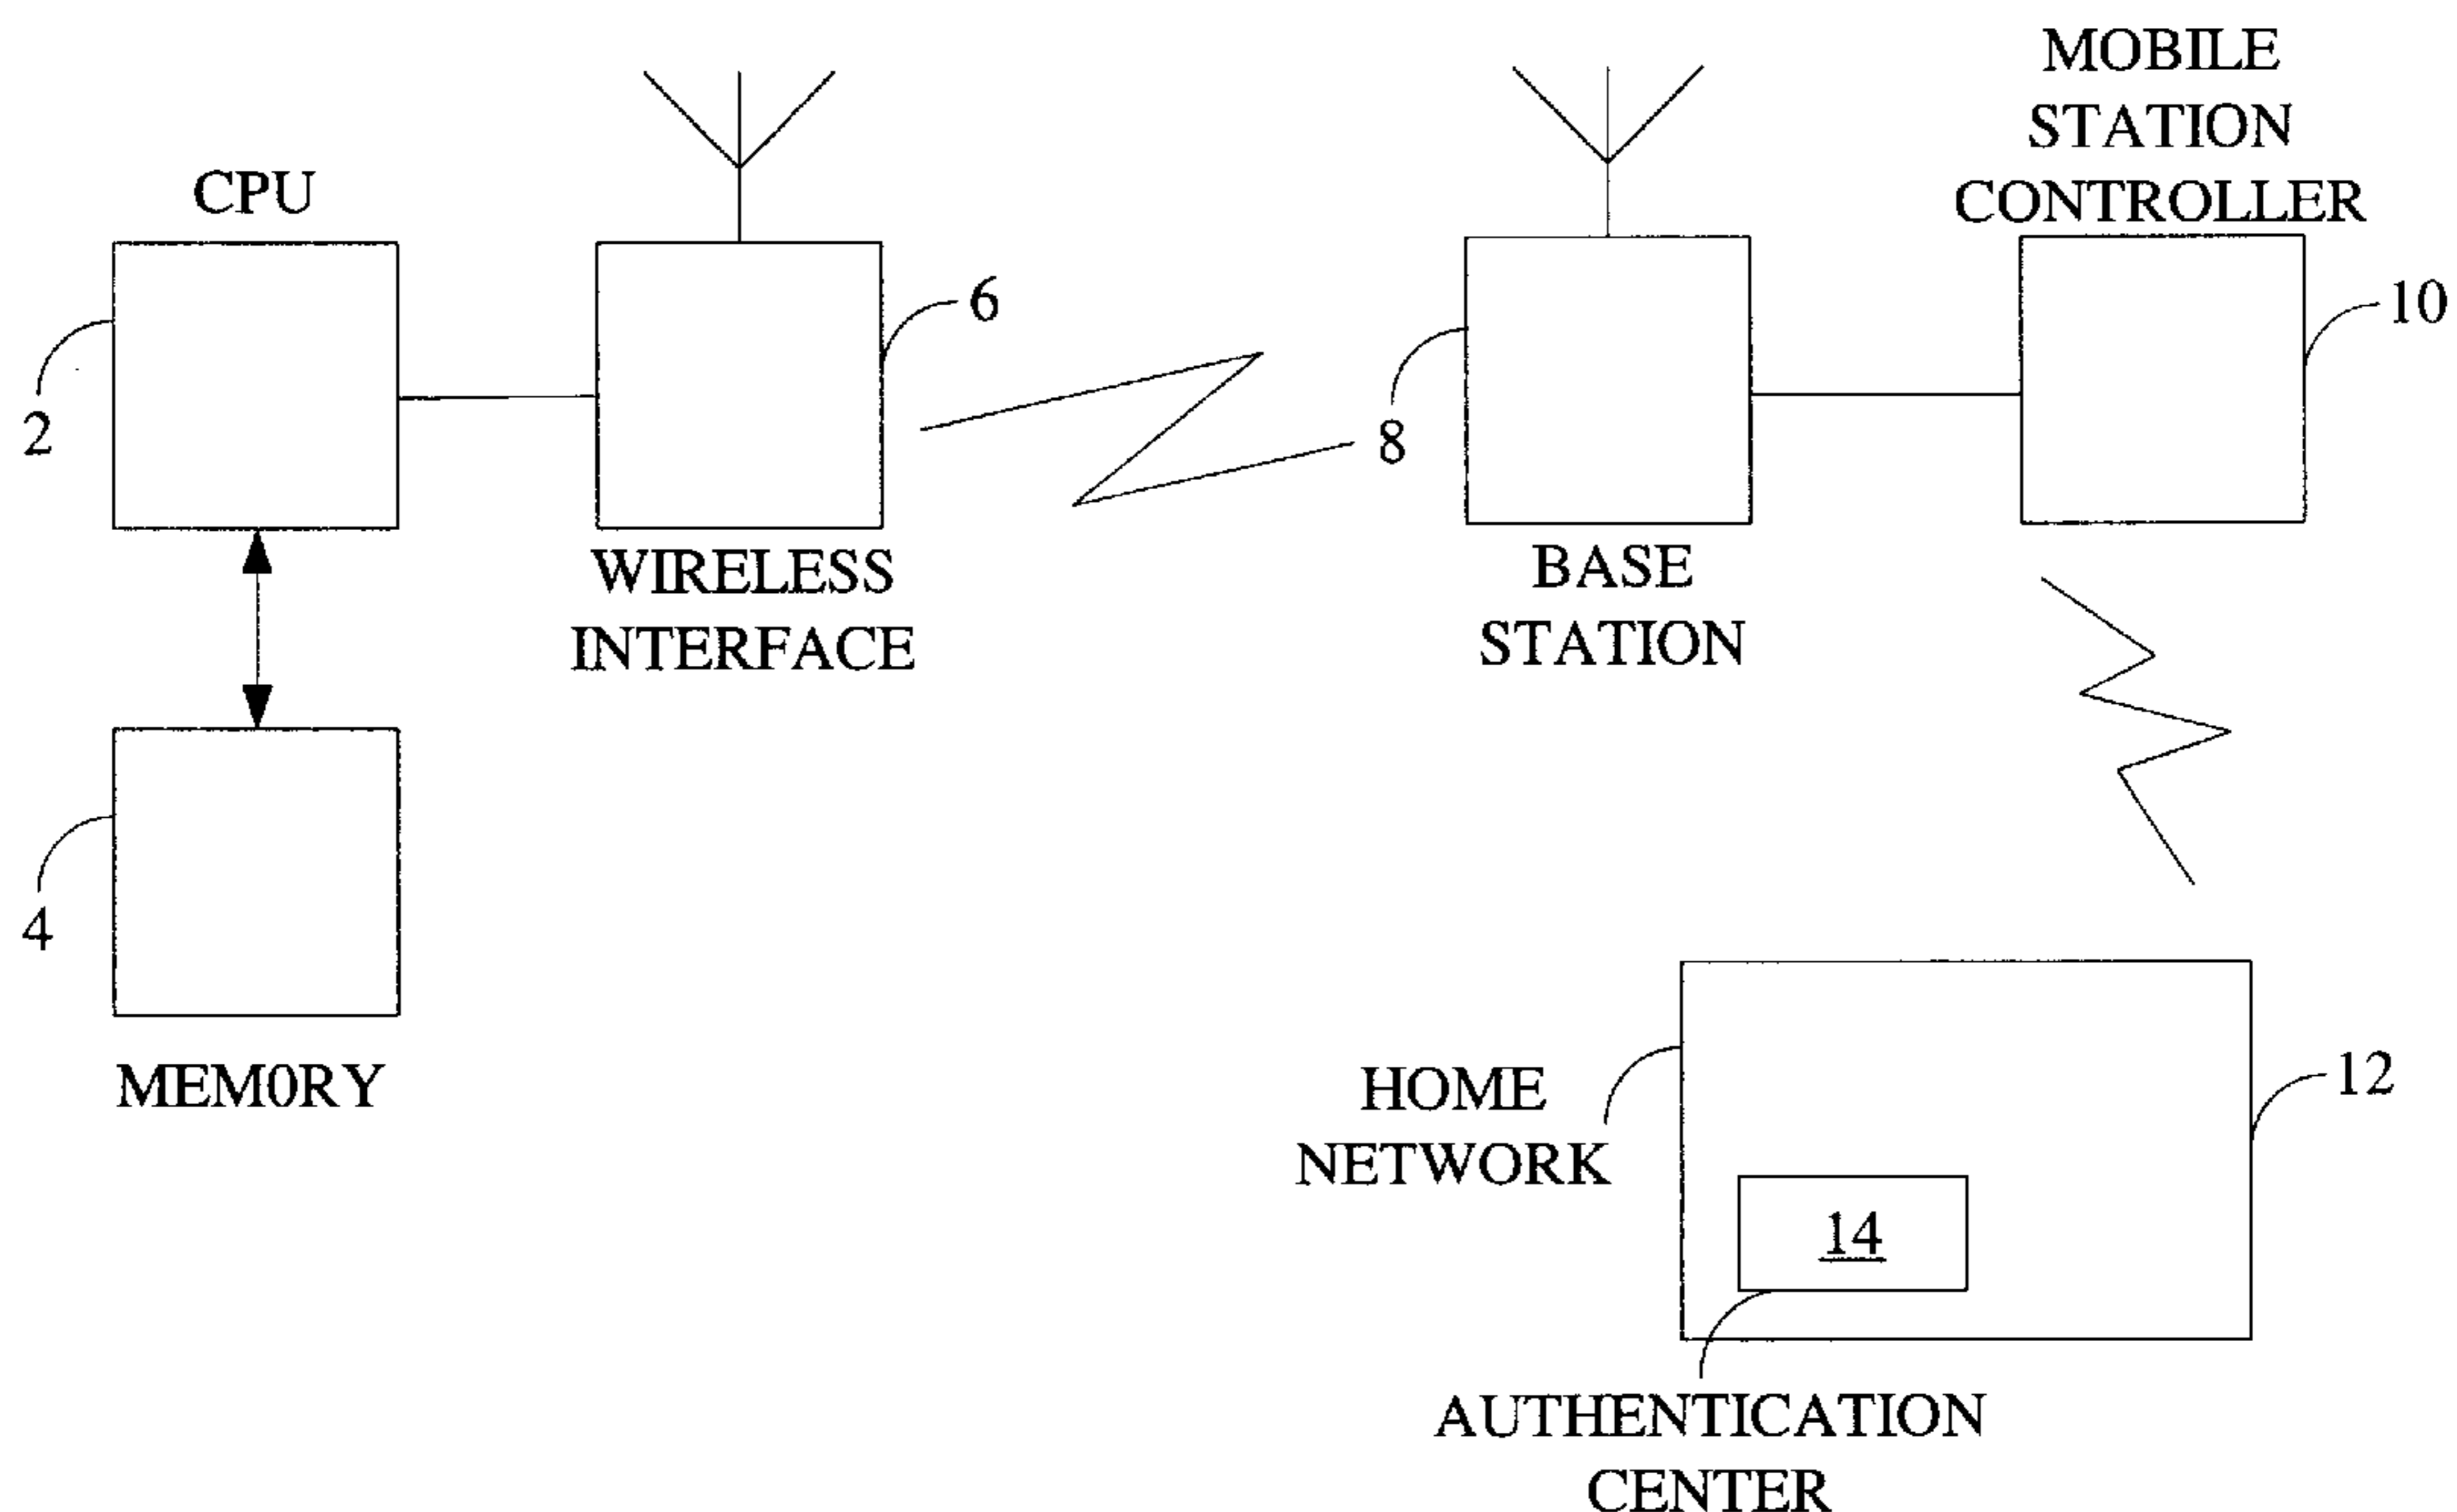 MOBILE
STATION
CONTROLLER
CPU
6
10
2
8
WIRELESS
INTERFACE
BASE
STATION
4
MEM0RY
HOME
NETWORK
12
14
AUTHENTICATION
CENTER